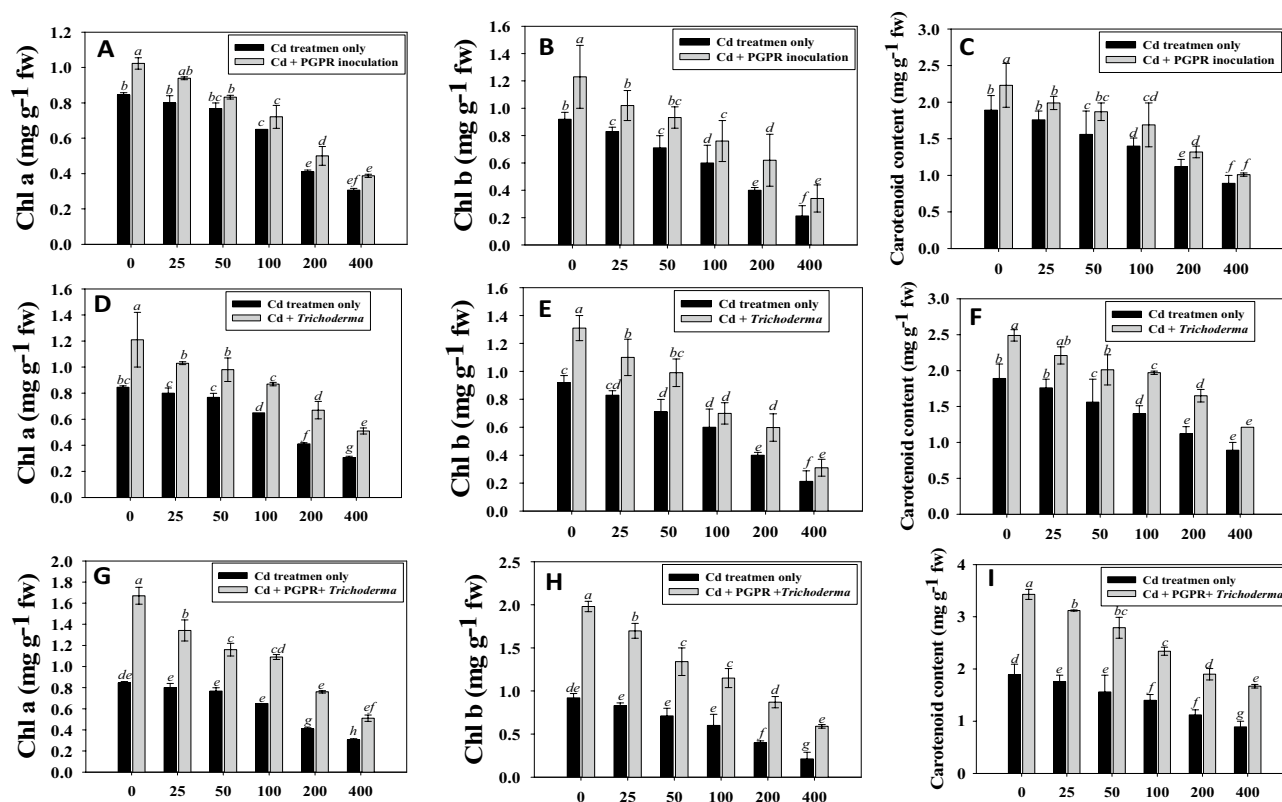 A
Chl a (mg g-1 fw)
Cd treatmen only
Cd + PGPR inoculation
1.2
1.0
0.8
0.6
0.4
0.2
0.0
b a b ab bc b c c e d ef e
0 25 50 100 200 400
B
Chl b (mg g-1 fw)
Cd treatmen only
Cd + PGPR inoculation
1.6
1.4
1.2
1.0
0.8
0.6
0.4
0.2
0.0
b a c b d bc d d e d f e
0 25 50 100 200 400
C
Carotenoid content (mg g-1 fw)
Cd treatmen only
Cd + PGPR inoculation
3.0
2.5
2.0
1.5
1.0
0.5
0.0
b a b b c bc d cd e d f f
0 25 50 100 200 400
D
Chl a (mg g-1 fw)
Cd treatmen only
Cd + Trichoderma
1.6
1.4
1.2
1.0
0.8
0.6
0.4
0.2
0.0
bc a c b c b d c f d g e
0 25 50 100 200 400
E
Chl b (mg g-1 fw)
Cd treatmen only
Cd + Trichoderma
1.6
1.4
1.2
1.0
0.8
0.6
0.4
0.2
0.0
c a cd b d bc d d e d f e
0 25 50 100 200 400
F
Carotenoid content (mg g-1 fw)
Cd treatmen only
Cd + Trichoderma
3.0
2.5
2.0
1.5
1.0
0.5
0.0
b a b ab c b d c e d e e
0 25 50 100 200 400
G
Chl a (mg g-1 fw)
Cd treatmen only
Cd + PGPR+ Trichoderma
2.0
1.8
1.6
1.4
1.2
1.0
0.8
0.6
0.4
0.2
0.0
de a e b e c e cd g e h ef
0 25 50 100 200 400
H
Chl b (mg g-1 fw)
Cd treatmen only
Cd + PGPR +Trichoderma
2.5
2.0
1.5
1.0
0.5
0.0
de a e b e c e c f d g e
0 25 50 100 200 400
I
Carotenoid content (mg g-1 fw)
Cd treatmen only
Cd + PGPR+ Trichoderma
4
3
2
1
0
d a e b e bc f c f d g e
0 25 50 100 200 400